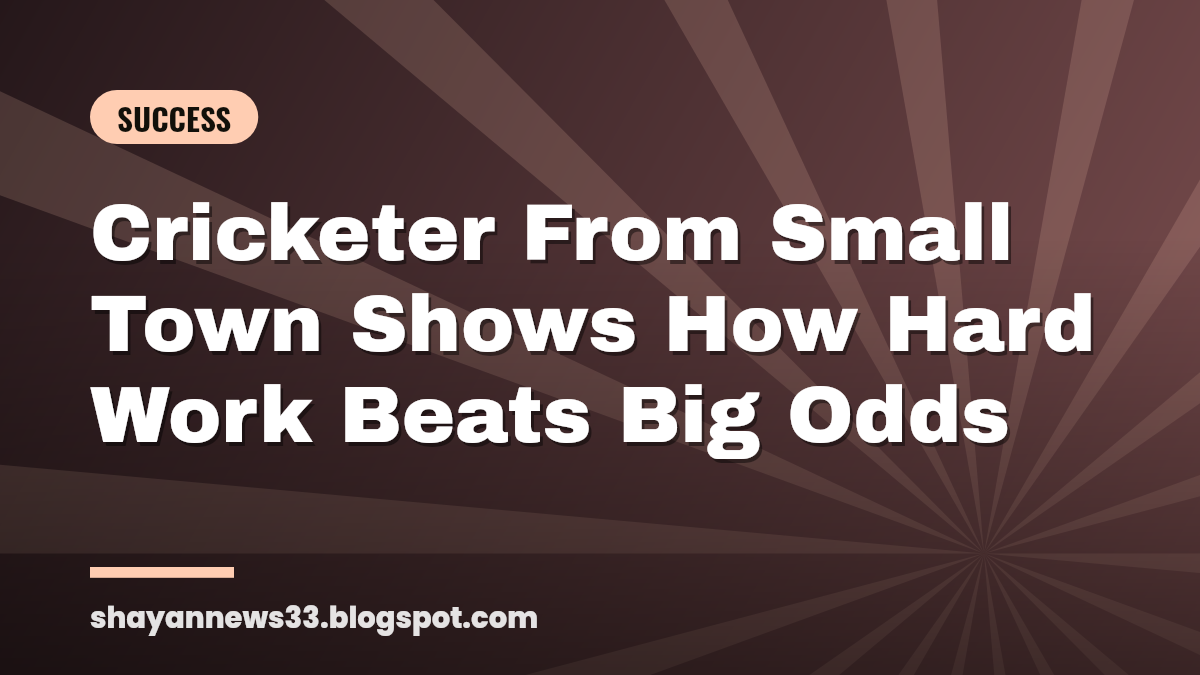 SUCCESS
Cricketer From Small
Town Shows How Hard
Work Beats Big Odds
shayannews33.blogspot.com